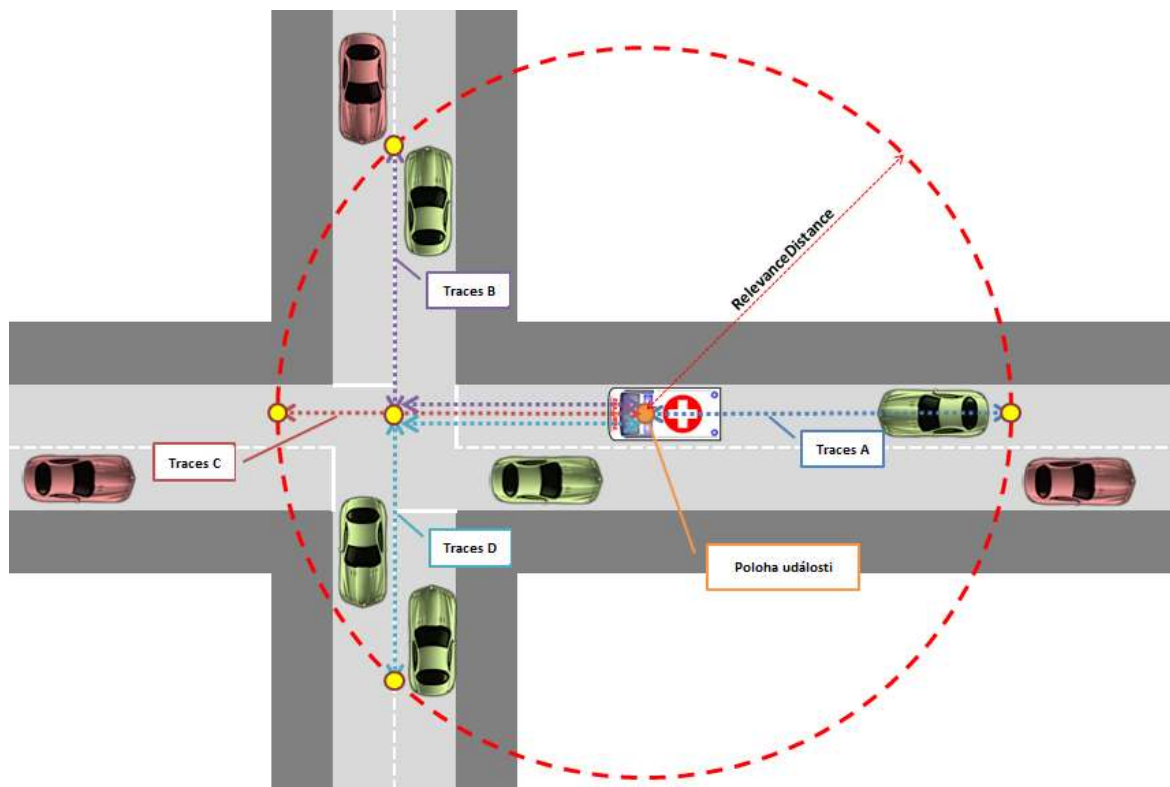 RelevanceDistance
Traces B
Traces A
Traces C
Traces D
Poloha události